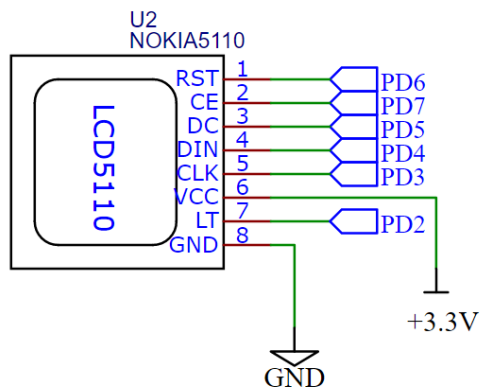 U2
NOKIA5110
LCD5110
RST 1 PD6
CE 2 PD7
DC 3 PD5
DIN 4 PD4
CLK 5 PD3
VCC 6
LT 7 PD2
GND 8
+3.3V
GND